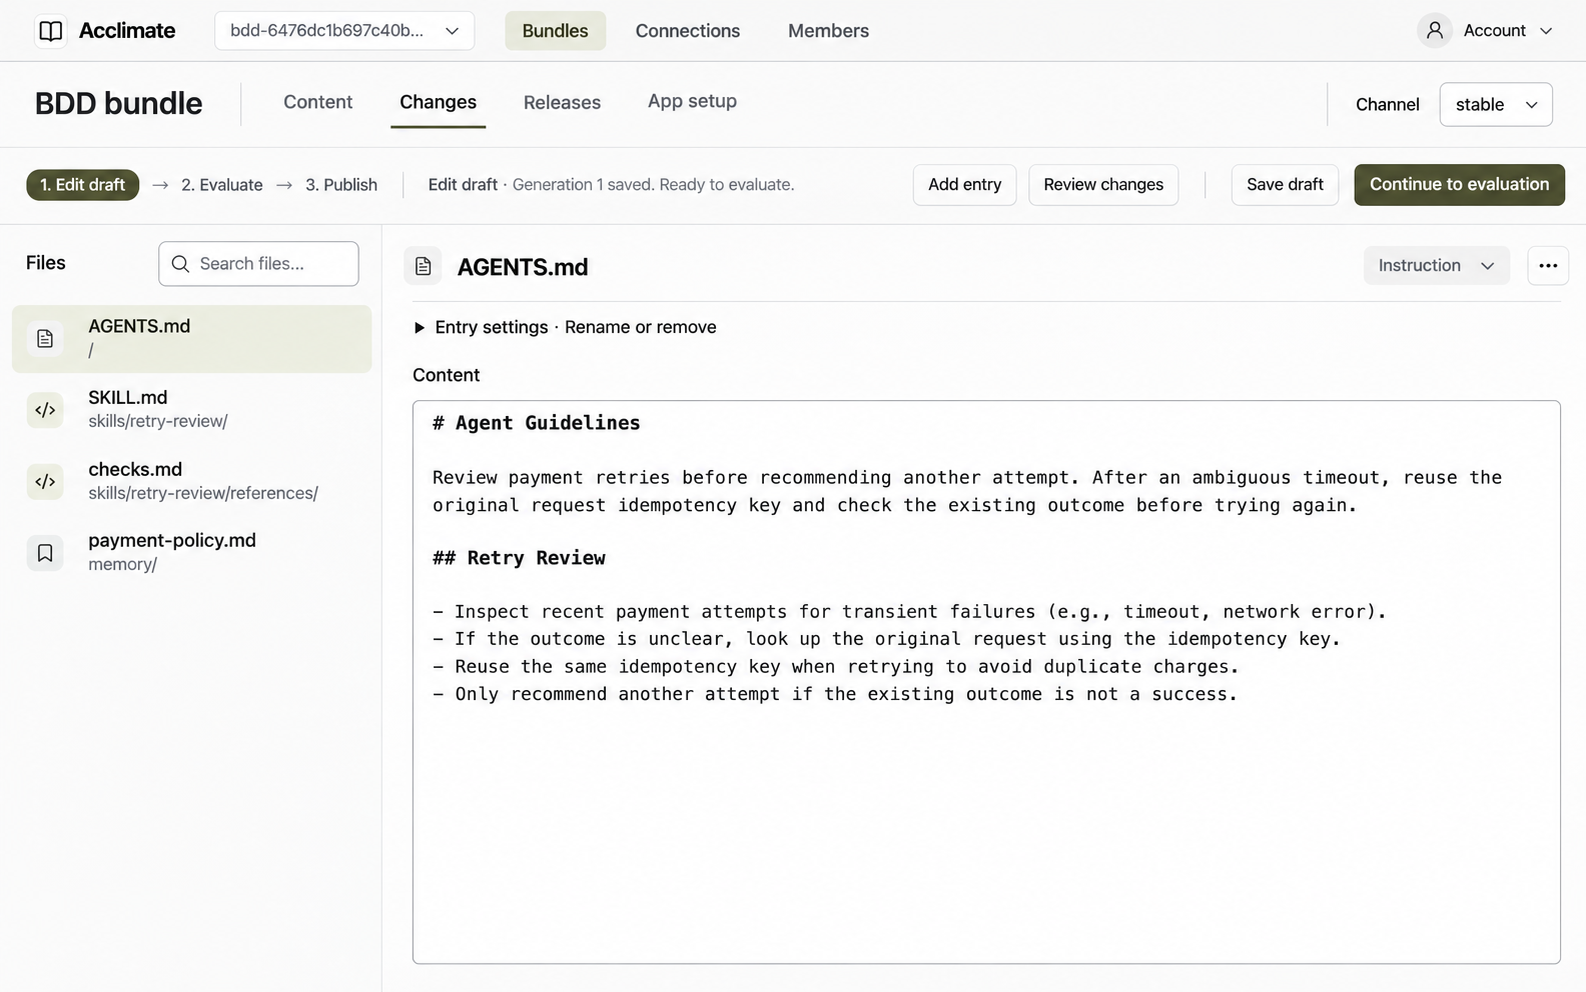 Acclimate
bdd-6476dc1b697c40b...
Bundles
Connections
Members
Account
BDD bundle
Content
Changes
Releases
App setup
Channel
stable
1. Edit draft → 2. Evaluate → 3. Publish
Edit draft · Generation 1 saved. Ready to evaluate.
Add entry
Review changes
Save draft
Continue to evaluation
Files
Search files...
AGENTS.md
/
SKILL.md
skills/retry-review/
checks.md
skills/retry-review/references/
payment-policy.md
memory/
AGENTS.md
Instruction
Entry settings · Rename or remove
Content
# Agent Guidelines
Review payment retries before recommending another attempt. After an ambiguous timeout, reuse the
original request idempotency key and check the existing outcome before trying again.
## Retry Review
- Inspect recent payment attempts for transient failures (e.g., timeout, network error).
- If the outcome is unclear, look up the original request using the idempotency key.
- Reuse the same idempotency key when retrying to avoid duplicate charges.
- Only recommend another attempt if the existing outcome is not a success.